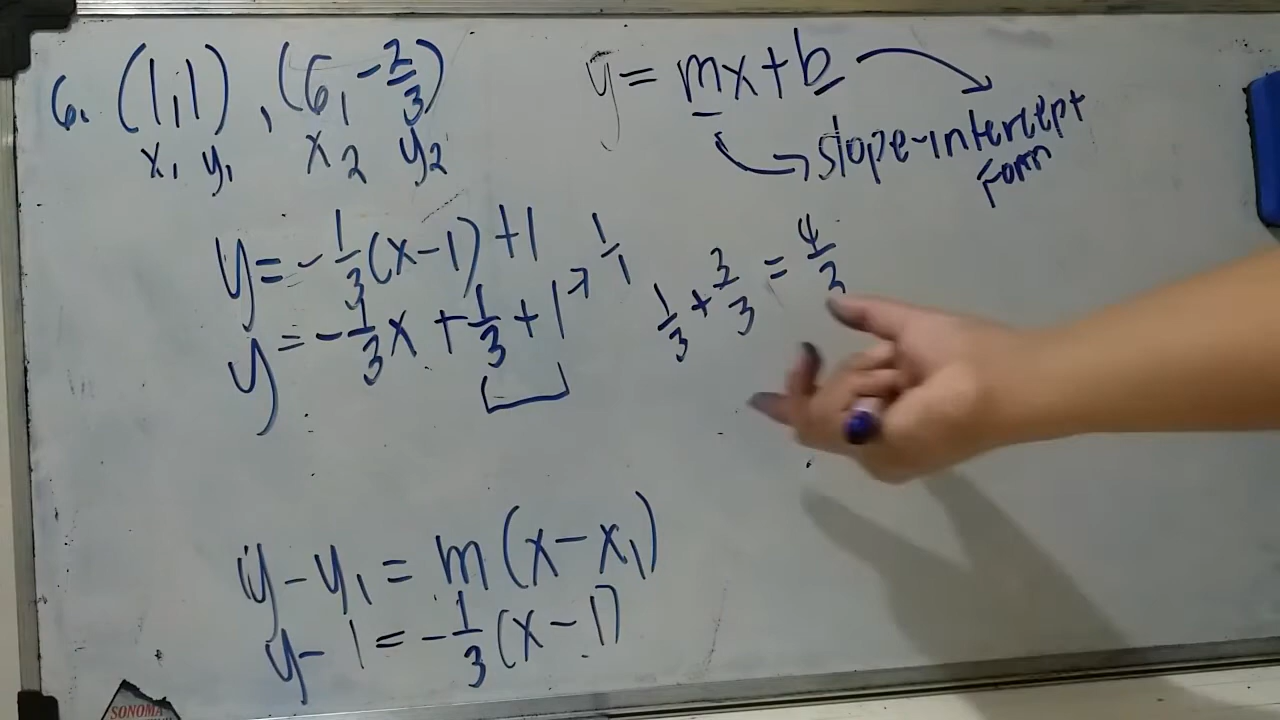 6. (1,1), (6, -2/3)
x₁ y₁ x₂ y₂
y = mx+b
slope-intercept
Form
y = -1/3(x-1)+1
y = -1/3x + 1/3 + 1 → 1/1
1/3 + 3/3 = 4/3
y - y₁ = m(x - x₁)
y - 1 = -1/3(x - 1)
SONOMA